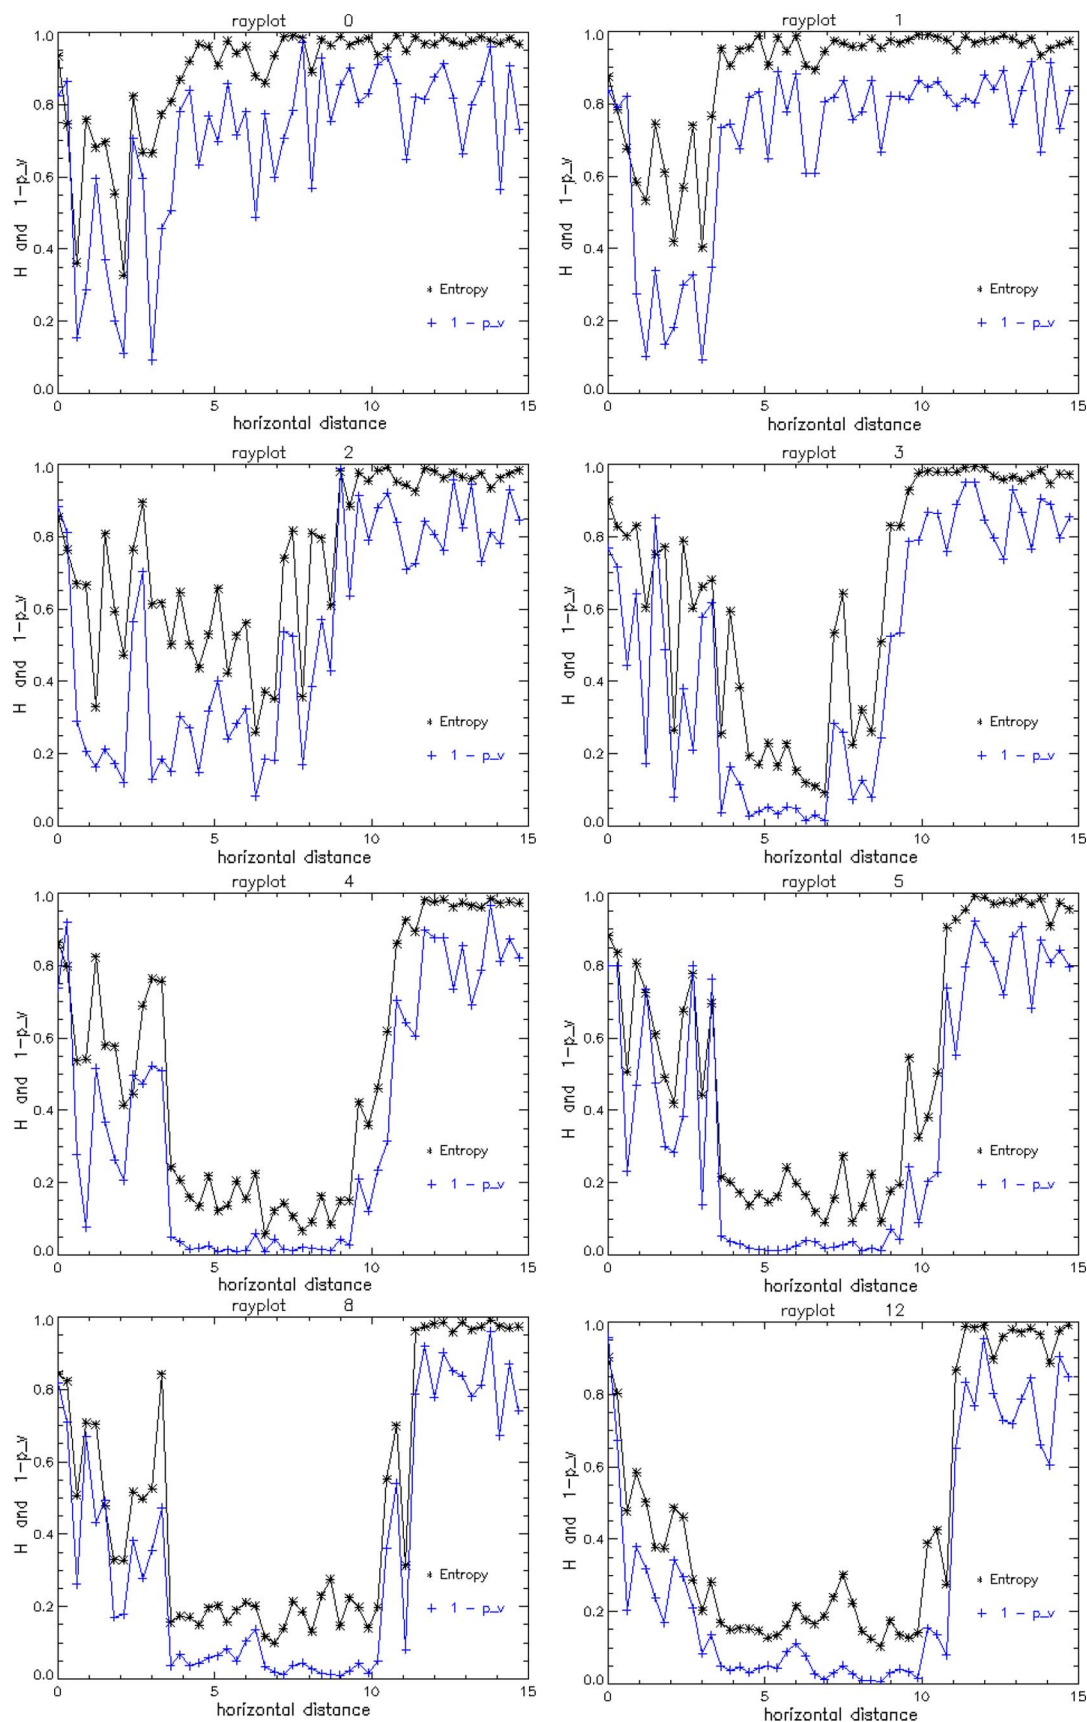 rayplot 0
1.0
0.8
0.6
0.4
0.2
0.0
H and 1-p_v
* Entropy
+ 1 - p_v
0 5 10 15
horizontal distance
rayplot 1
1.0
0.8
0.6
0.4
0.2
0.0
H and 1-p_v
* Entropy
+ 1 - p_v
0 5 10 15
horizontal distance
rayplot 2
1.0
0.8
0.6
0.4
0.2
0.0
H and 1-p_v
* Entropy
+ 1 - p_v
0 5 10 15
horizontal distance
rayplot 3
1.0
0.8
0.6
0.4
0.2
0.0
H and 1-p_v
* Entropy
+ 1 - p_v
0 5 10 15
horizontal distance
rayplot 4
1.0
0.8
0.6
0.4
0.2
0.0
H and 1-p_v
* Entropy
+ 1 - p_v
0 5 10 15
horizontal distance
rayplot 5
1.0
0.8
0.6
0.4
0.2
0.0
H and 1-p_v
* Entropy
+ 1 - p_v
0 5 10 15
horizontal distance
rayplot 8
1.0
0.8
0.6
0.4
0.2
0.0
H and 1-p_v
* Entropy
+ 1 - p_v
0 5 10 15
horizontal distance
rayplot 12
1.0
0.8
0.6
0.4
0.2
0.0
H and 1-p_v
* Entropy
+ 1 - p_v
0 5 10 15
horizontal distance